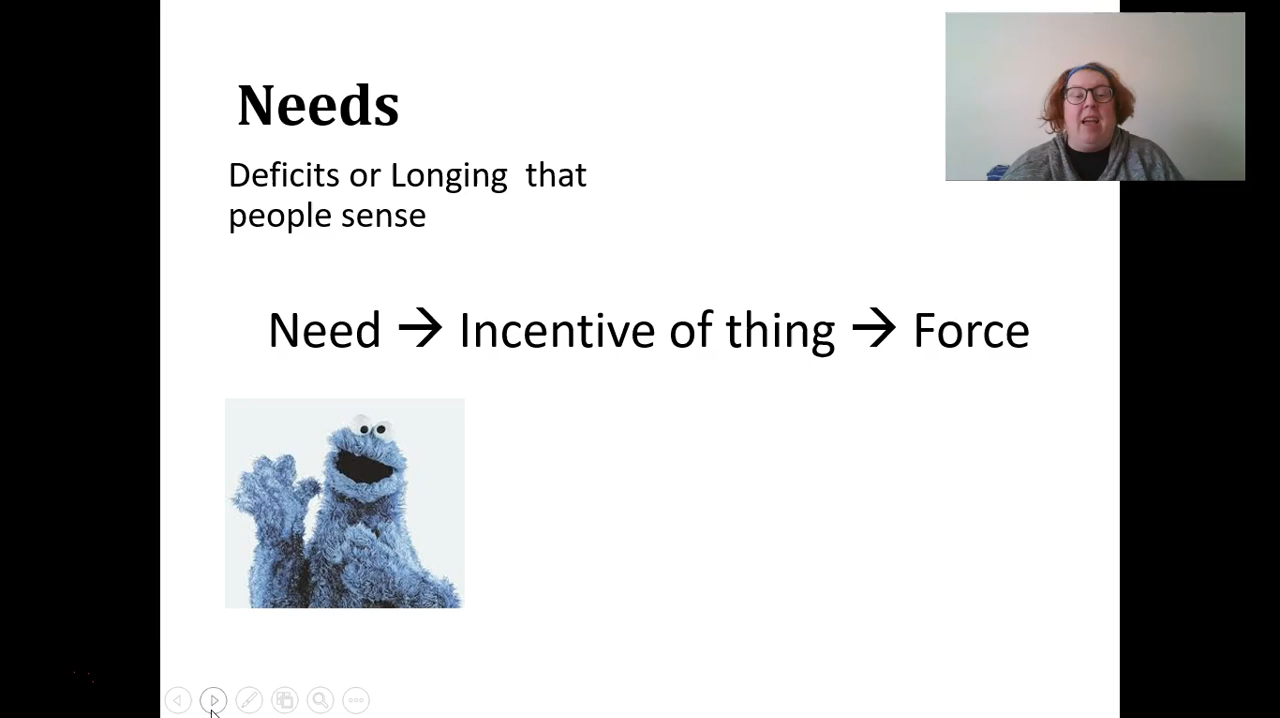 Needs
Deficits or Longing  that
people sense
Need → Incentive of thing → Force